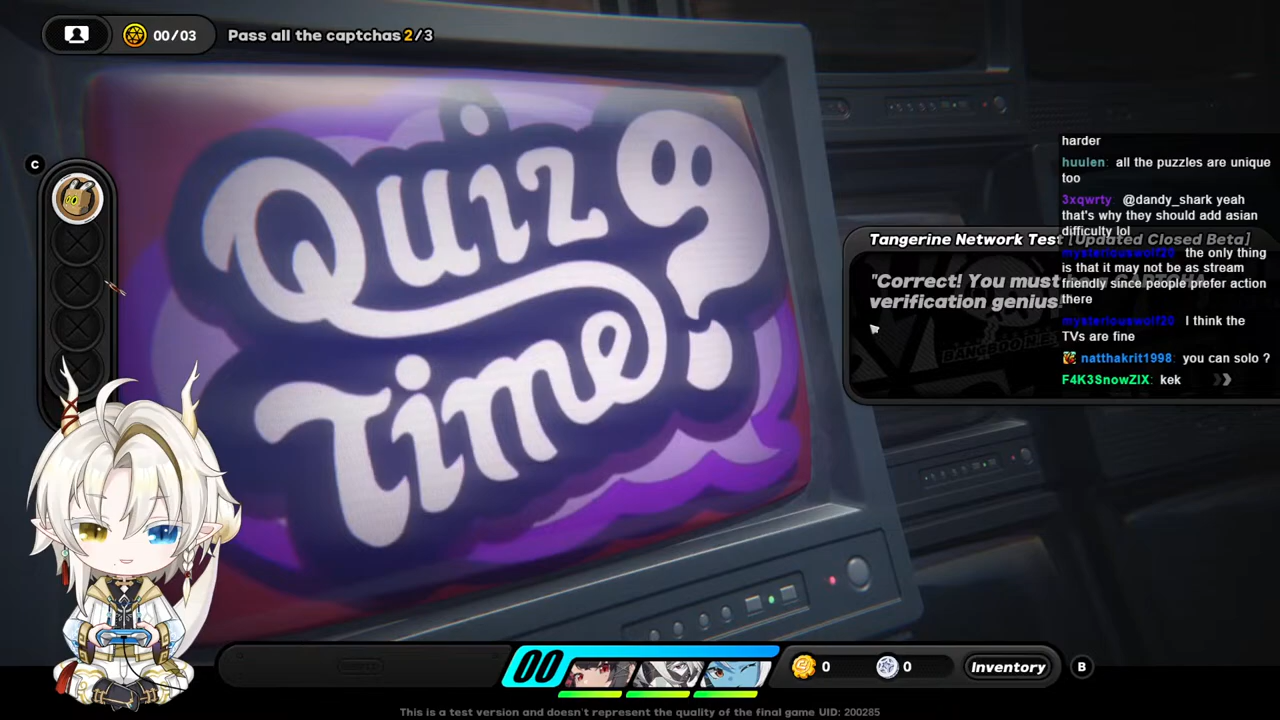 00/03
Pass all the captchas 2/3
C
Quiz
Time!
Tangerine Network Test [Updated Closed Beta]
"Correct! You must
verification genius.
BANGBOO
harder
huulen: all the puzzles are unique
too
3xqwrty: @dandy_shark yeah
that's why they should add asian
difficulty lol
mysteriouswolf20: the only thing
is that it may not be as stream
friendly since people prefer action
there
mysteriouswolf20: I think the
TVs are fine
natthakrit1998: you can solo ?
F4K3SnowZIX: kek
00
0
0
Inventory
B
This is a test version and doesn't represent the quality of the final game UID: 200285